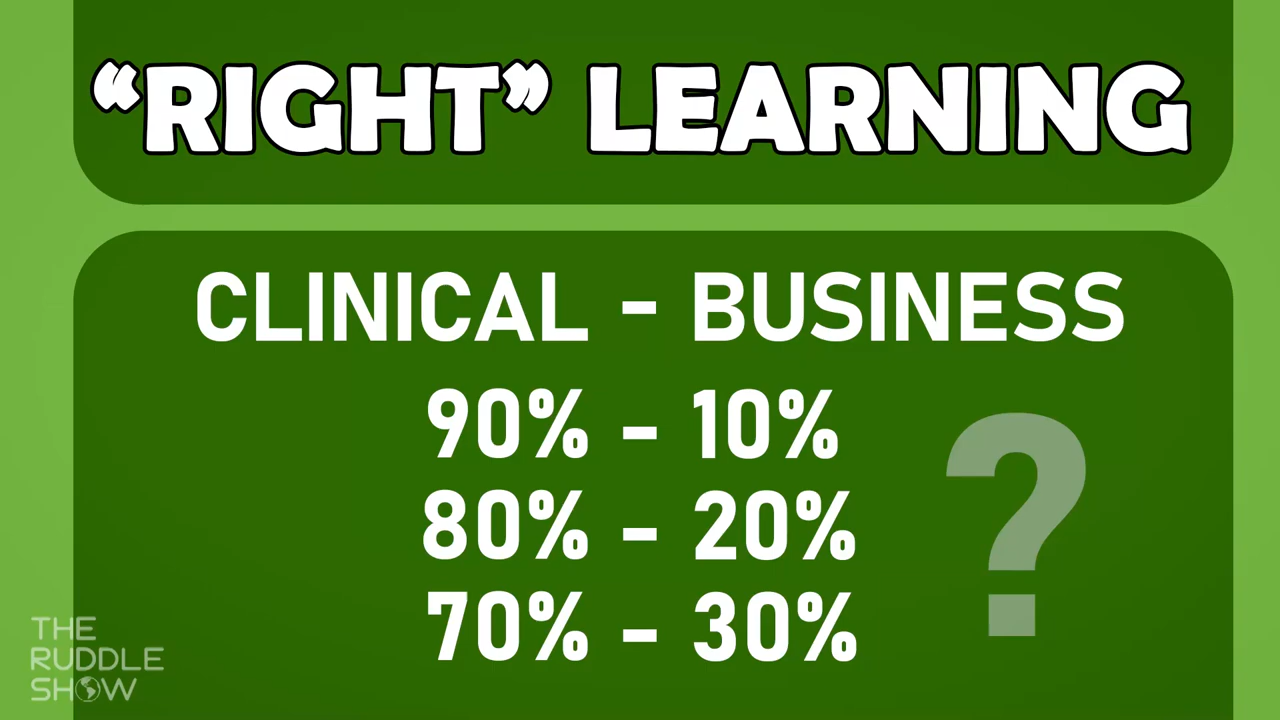 “RIGHT” LEARNING
CLINICAL - BUSINESS
90% - 10%
80% - 20%
70% - 30%
?
THE
RUDDLE
SHOW